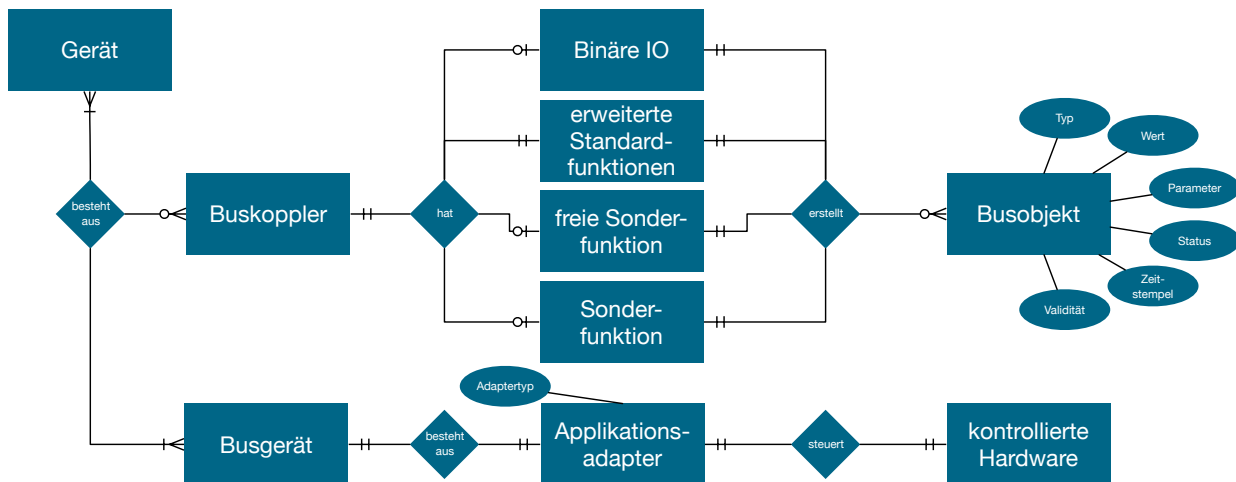 Gerät
Binäre IO
erweiterte
Standard-
funktionen
Typ
Wert
besteht
aus
Buskoppler
hat
freie Sonder-
funktion
erstellt
Busobjekt
Parameter
Status
Zeit-
stempel
Validität
Sonder-
funktion
Adaptertyp
Busgerät
besteht
aus
Applikations-
adapter
steuert
kontrollierte
Hardware